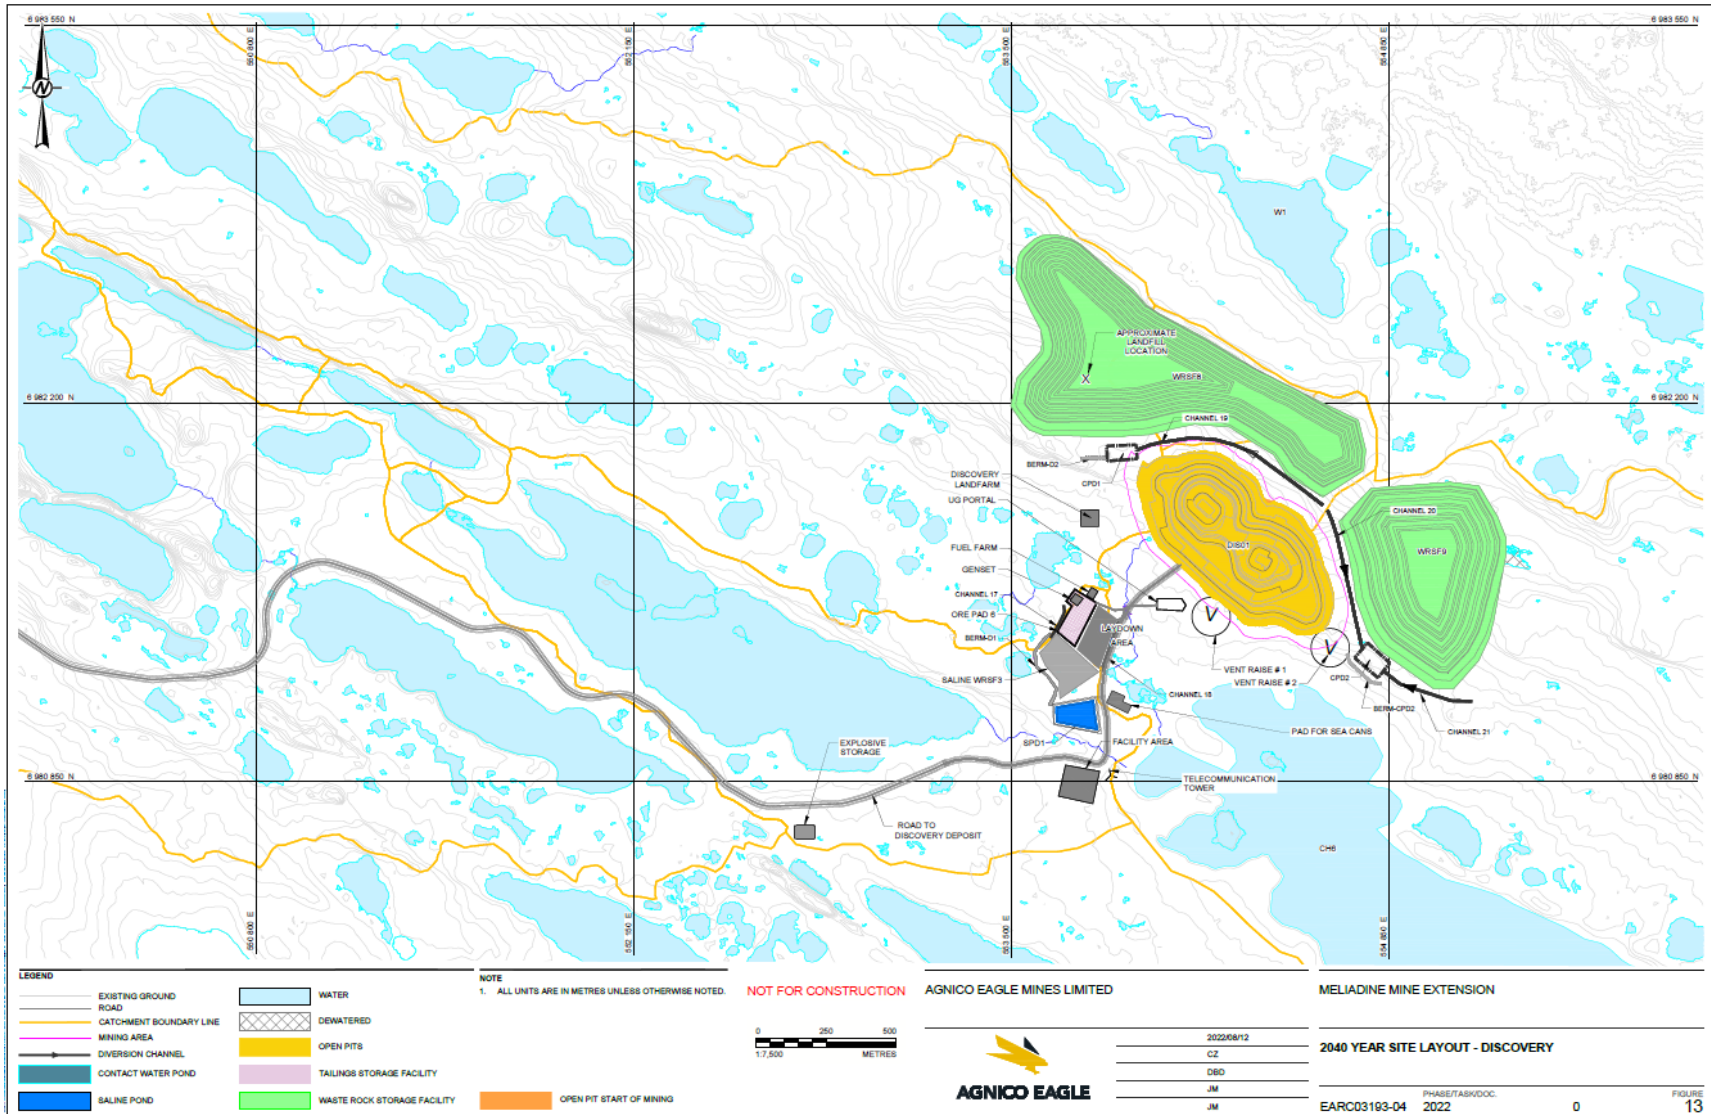 6 983 550 N
6 983 550 N
550 800 E
552 150 E
553 500 E
554 850 E
N
W1
APPROXIMATE
LANDFILL
LOCATION
X
WRSF8
6 982 200 N
6 982 200 N
CHANNEL 19
BERM-D2
CPD1
DISCOVERY
LANDFARM
UG PORTAL
CHANNEL 20
DIS01
WRSF9
FUEL FARM
GENSET
CHANNEL 17
ORE PAD 6
BERM-D1
LAYDOWN
AREA
V
V
SALINE WRSF3
VENT RAISE # 1
VENT RAISE # 2
CPD2
CHANNEL 18
BERM-CPD2
CHANNEL 21
PAD FOR SEA CANS
SPD1
FACILITY AREA
EXPLOSIVE
STORAGE
6 980 850 N
6 980 850 N
TELECOMMUNICATION
TOWER
ROAD TO
DISCOVERY DEPOSIT
CH6
550 800 E
552 150 E
553 500 E
554 850 E
LEGEND
EXISTING GROUND
ROAD
CATCHMENT BOUNDARY LINE
MINING AREA
DIVERSION CHANNEL
CONTACT WATER POND
SALINE POND
WATER
DEWATERED
OPEN PITS
TAILINGS STORAGE FACILITY
WASTE ROCK STORAGE FACILITY
OPEN PIT START OF MINING
NOTE
1. ALL UNITS ARE IN METRES UNLESS OTHERWISE NOTED.
NOT FOR CONSTRUCTION
0 250 500
1:7,500 METRES
AGNICO EAGLE MINES LIMITED
AGNICO EAGLE
2022/08/12
CZ
DBD
JM
JM
MELIADINE MINE EXTENSION
2040 YEAR SITE LAYOUT - DISCOVERY
PHASE/TASK/DOC.
FIGURE
EARC03193-04 2022 0 13